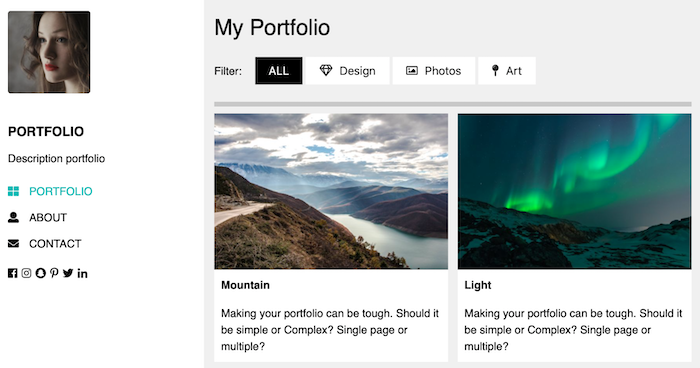 My Portfolio
Filter:
ALL
Design
Photos
Art
PORTFOLIO
Description portfolio
PORTFOLIO
ABOUT
CONTACT
Mountain
Making your portfolio can be tough. Should it
be simple or Complex? Single page or
multiple?
Light
Making your portfolio can be tough. Should it
be simple or Complex? Single page or
multiple?